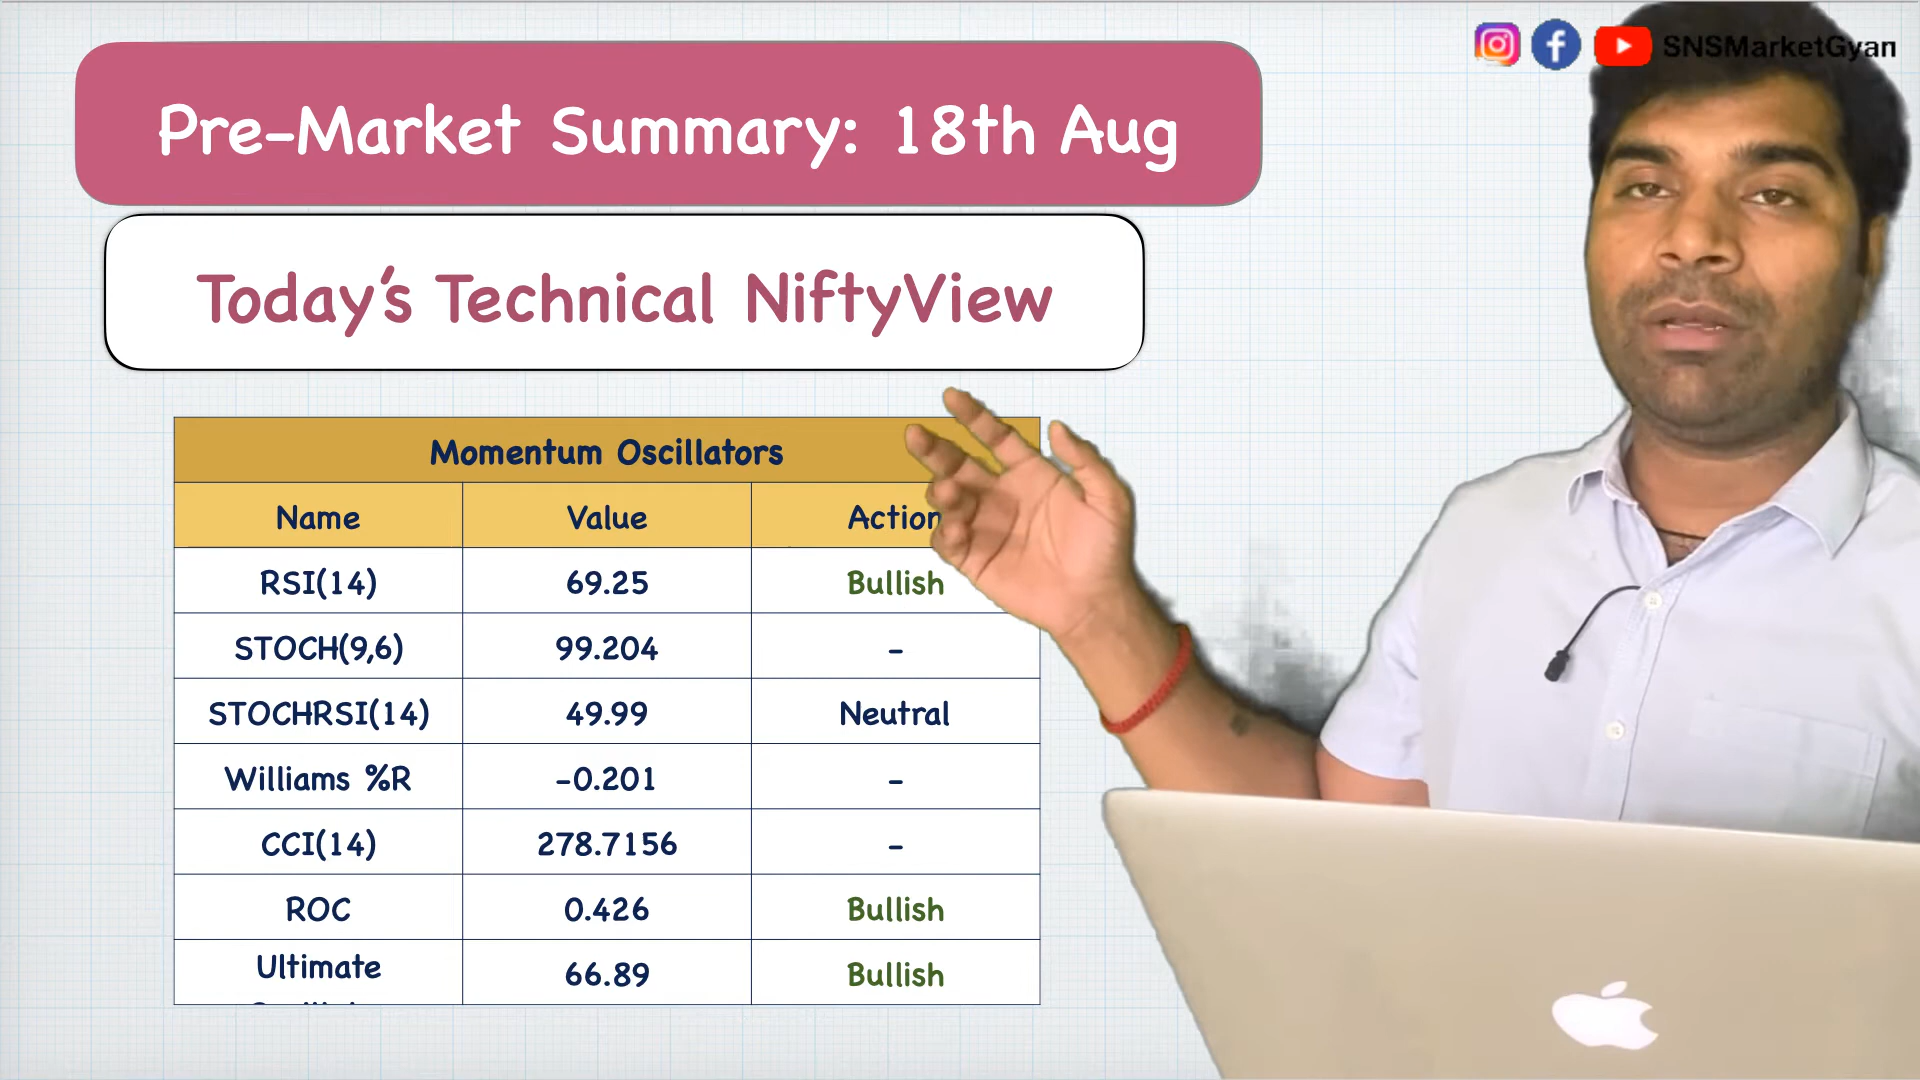 SNSMarketGyan
Pre-Market Summary: 18th Aug
Today's Technical NiftyView
Momentum Oscillators
Name Value Action
RSI(14) 69.25 Bullish
STOCH(9,6) 99.204 -
STOCHRSI(14) 49.99 Neutral
Williams %R -0.201 -
CCI(14) 278.7156 -
ROC 0.426 Bullish
Ultimate 66.89 Bullish